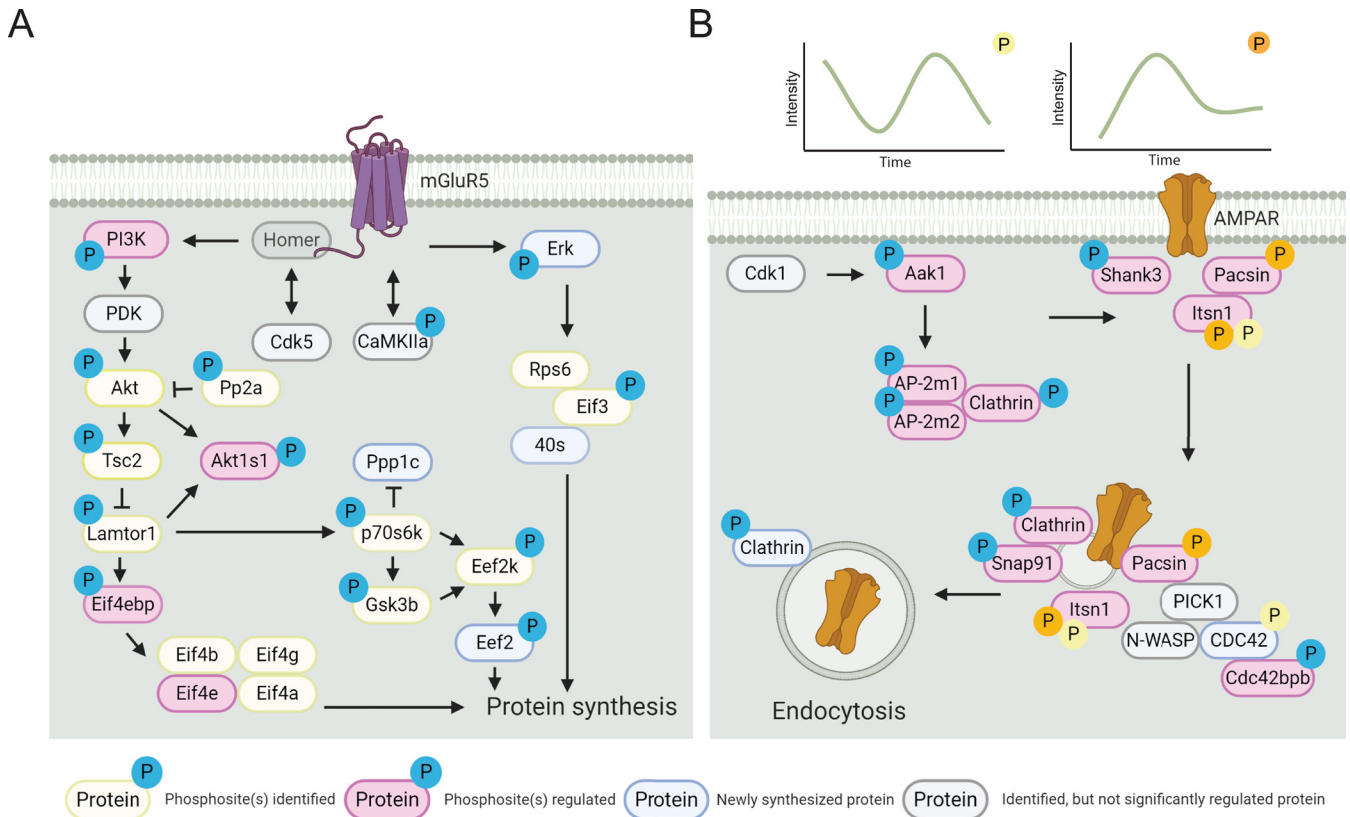 A
B
P
P
Intensity
Time
Intensity
Time
mGluR5
PI3K
P
Homer
Erk
P
PDK
Cdk5
CaMKIIa
P
P
Akt
P
Pp2a
Rps6
Eif3
P
40s
P
Tsc2
Akt1s1
P
Ppp1c
P
Lamtor1
P
p70s6k
Eef2k
P
P
Eif4ebp
P
Gsk3b
Eef2
P
Eif4b
Eif4g
Eif4e
Eif4a
Protein synthesis
AMPAR
Cdk1
P
Aak1
P
Shank3
Pacsin
P
Itsn1
P
P
P
AP-2m1
P
AP-2m2
Clathrin
P
P
Clathrin
P
Clathrin
P
Snap91
Pacsin
P
Itsn1
P
P
PICK1
N-WASP
CDC42
P
Cdc42bpb
P
Endocytosis
Protein
P
Phosphosite(s) identified
Protein
P
Phosphosite(s) regulated
Protein
Newly synthesized protein
Protein
Identified, but not significantly regulated protein